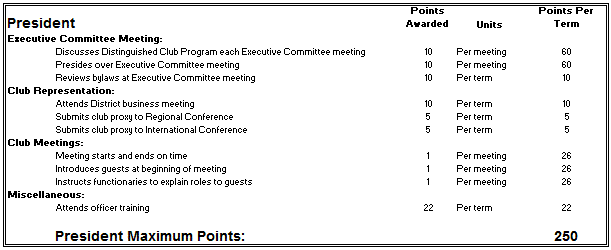 Points Points Per
President Awarded Units Term
Executive Committee Meeting:
Discusses Distinguished Club Program each Executive Committee meeting 10 Per meeting 60
Presides over Executive Committee meeting 10 Per meeting 60
Reviews bylaws at Executive Committee meeting 10 Per term 10
Club Representation:
Attends District business meeting 10 Per term 10
Submits club proxy to Regional Conference 5 Per term 5
Submits club proxy to International Conference 5 Per term 5
Club Meetings:
Meeting starts and ends on time 1 Per meeting 26
Introduces guests at beginning of meeting 1 Per meeting 26
Instructs functionaries to explain roles to guests 1 Per meeting 26
Miscellaneous:
Attends officer training 22 Per term 22
President Maximum Points: 250